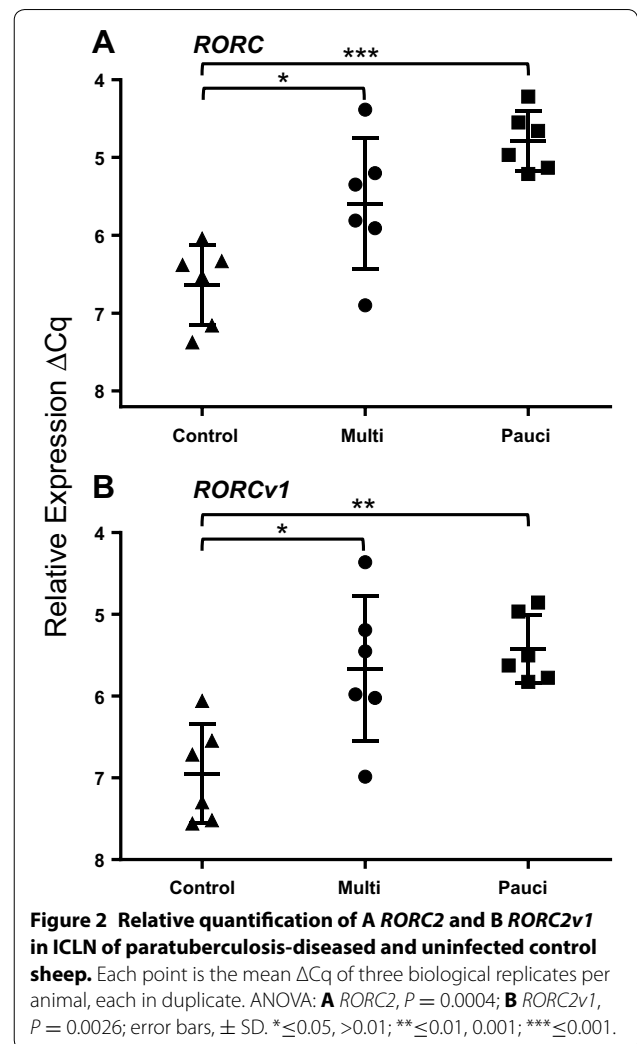 A RORC
***
*
4
5
6
7
8
Control Multi Pauci
B RORCv1
**
*
4
5
6
7
8
Control Multi Pauci
Relative Expression ΔCq
Figure 2 Relative quantification of A RORC2 and B RORC2v1
in ICLN of paratuberculosis-diseased and uninfected control
sheep. Each point is the mean ΔCq of three biological replicates per
animal, each in duplicate. ANOVA: A RORC2, P = 0.0004; B RORC2v1,
P = 0.0026; error bars, ± SD. *≤0.05, >0.01; **≤0.01, 0.001; ***≤0.001.